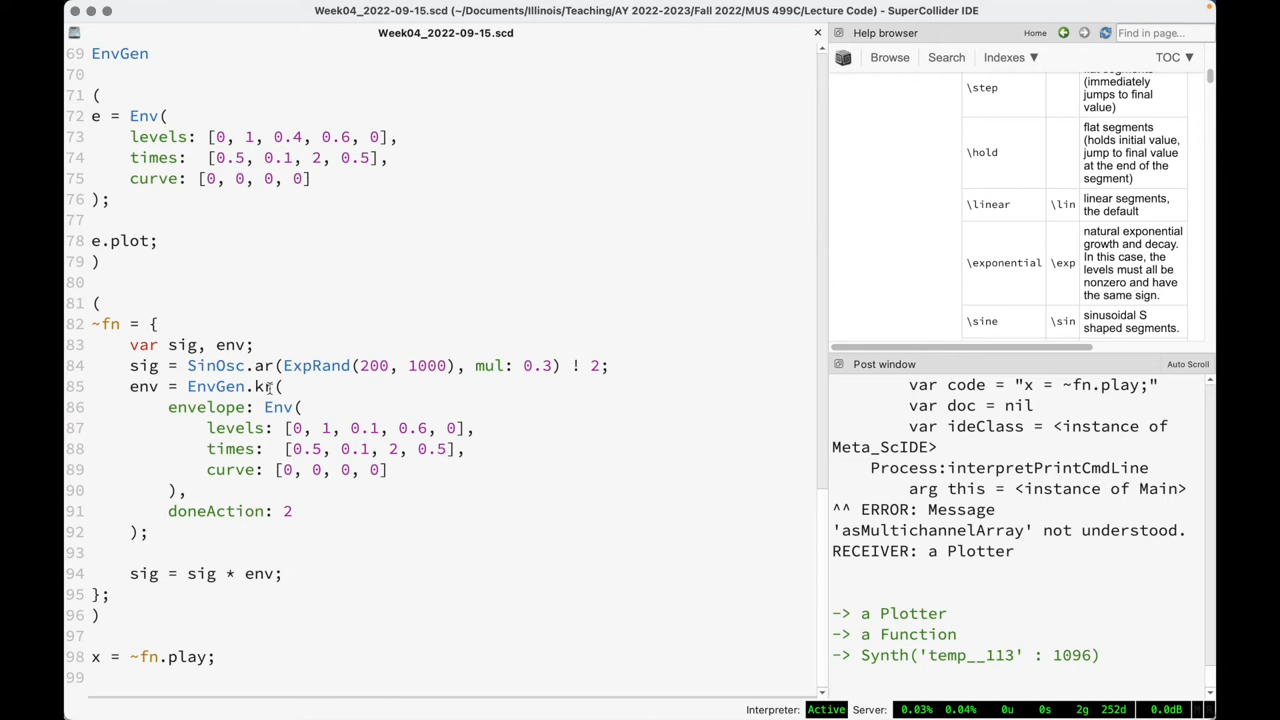 Week04_2022-09-15.scd (~/Documents/Illinois/Teaching/AY 2022-2023/Fall 2022/MUS 499C/Lecture Code) - SuperCollider IDE
Week04_2022-09-15.scd
69 EnvGen
70
71 (
72 e = Env(
73 levels: [0, 1, 0.4, 0.6, 0],
74 times: [0.5, 0.1, 2, 0.5],
75 curve: [0, 0, 0, 0]
76 );
77
78 e.plot;
79 )
80
81 (
82 ~fn = {
83 var sig, env;
84 sig = SinOsc.ar(ExpRand(200, 1000), mul: 0.3) ! 2;
85 env = EnvGen.kr(
86 envelope: Env(
87 levels: [0, 1, 0.1, 0.6, 0],
88 times: [0.5, 0.1, 2, 0.5],
89 curve: [0, 0, 0, 0]
90 ),
91 doneAction: 2
92 );
93
94 sig = sig * env;
95 };
96 )
97
98 x = ~fn.play;
99
Help browser
Home
Find in page...
Browse Search Indexes ▼ TOC ▼
\step
(immediately
jumps to final
value)
\hold
flat segments
(holds initial value,
jump to final value
at the end of the
segment)
\linear \lin linear segments,
the default
\exponential \exp
natural exponential
growth and decay.
In this case, the
levels must all be
nonzero and have
the same sign.
\sine \sin sinusoidal S
shaped segments.
Post window
Auto Scroll
var code = "x = ~fn.play;"
var doc = nil
var ideClass = <instance of
Meta_ScIDE>
Process:interpretPrintCmdLine
arg this = <instance of Main>
^^ ERROR: Message
'asMultichannelArray' not understood.
RECEIVER: a Plotter
-> a Plotter
-> a Function
-> Synth('temp__113' : 1096)
Interpreter: Active Server: 0.03% 0.04% 0u 0s 2g 252d 0.0dB M R